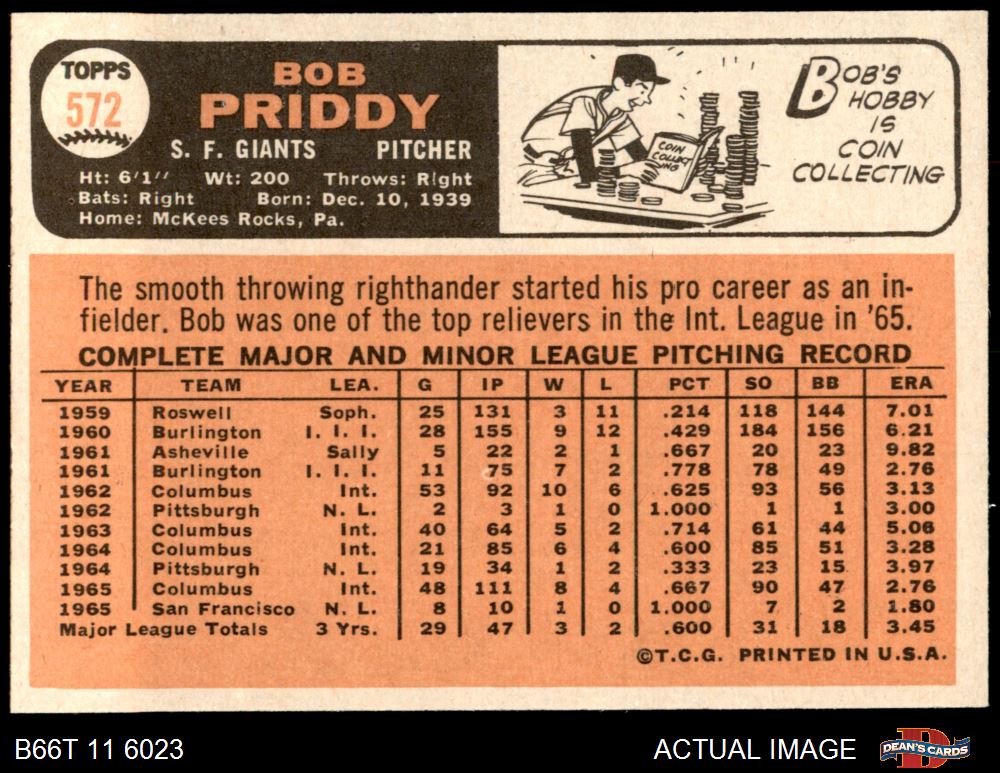 TOPPS
572
BOB
PRIDDY
S. F. GIANTS PITCHER
Ht: 6'1" Wt: 200 Throws: Right
Bats: Right Born: Dec. 10, 1939
Home: McKees Rocks, Pa.
COIN
COLLECT
ING
BOB'S
HOBBY
IS
COIN
COLLECTING
The smooth throwing righthander started his pro career as an in-
fielder. Bob was one of the top relievers in the Int. League in '65.
COMPLETE MAJOR AND MINOR LEAGUE PITCHING RECORD
YEAR TEAM LEA. G IP W L PCT SO BB ERA
1959 Roswell Soph. 25 131 3 11 .214 118 144 7.01
1960 Burlington I. I. I. 28 155 9 12 .429 184 156 6.21
1961 Asheville Sally 5 22 2 1 .667 20 23 9.82
1961 Burlington I. I. I. 11 75 7 2 .778 78 49 2.76
1962 Columbus Int. 53 92 10 6 .625 93 56 3.13
1962 Pittsburgh N. L. 2 3 1 0 1.000 1 1 3.00
1963 Columbus Int. 40 64 5 2 .714 61 44 5.06
1964 Columbus Int. 21 85 6 4 .600 85 51 3.28
1964 Pittsburgh N. L. 19 34 1 2 .333 23 15 3.97
1965 Columbus Int. 48 111 8 4 .667 90 47 2.76
1965 San Francisco N. L. 8 10 1 0 1.000 7 2 1.80
Major League Totals 3 Yrs. 29 47 3 2 .600 31 18 3.45
©T.C.G. PRINTED IN U.S.A.
B66T 11 6023
ACTUAL IMAGE
DEAN'S CARDS